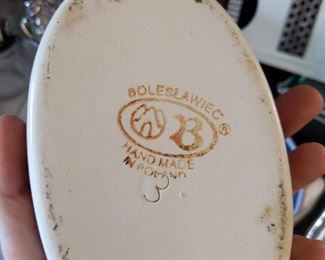 BOLESŁAWIEC®
B
HAND MADE
IN POLAND
3